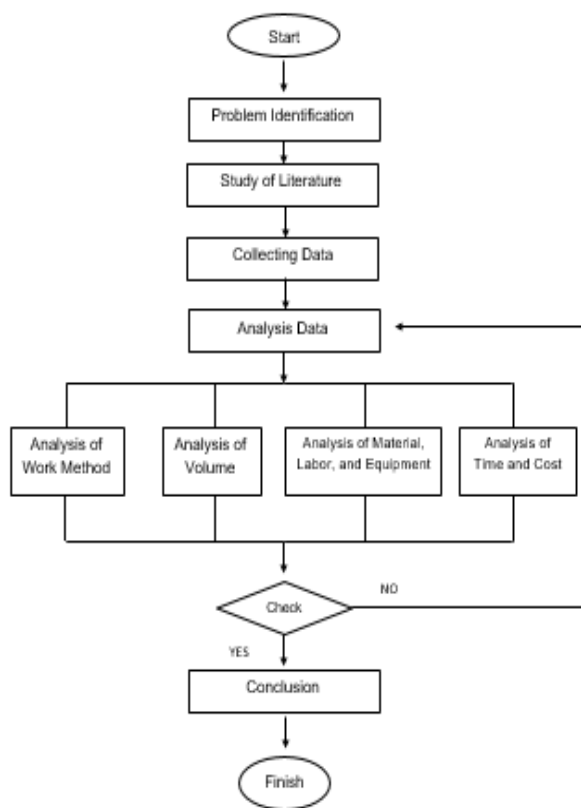 Start
Problem Identification
Study of Literature
Collecting Data
Analysis Data
Analysis of
Work Method
Analysis of
Volume
Analysis of Material,
Labor, and Equipment
Analysis of
Time and Cost
Check
NO
YES
Conclusion
Finish